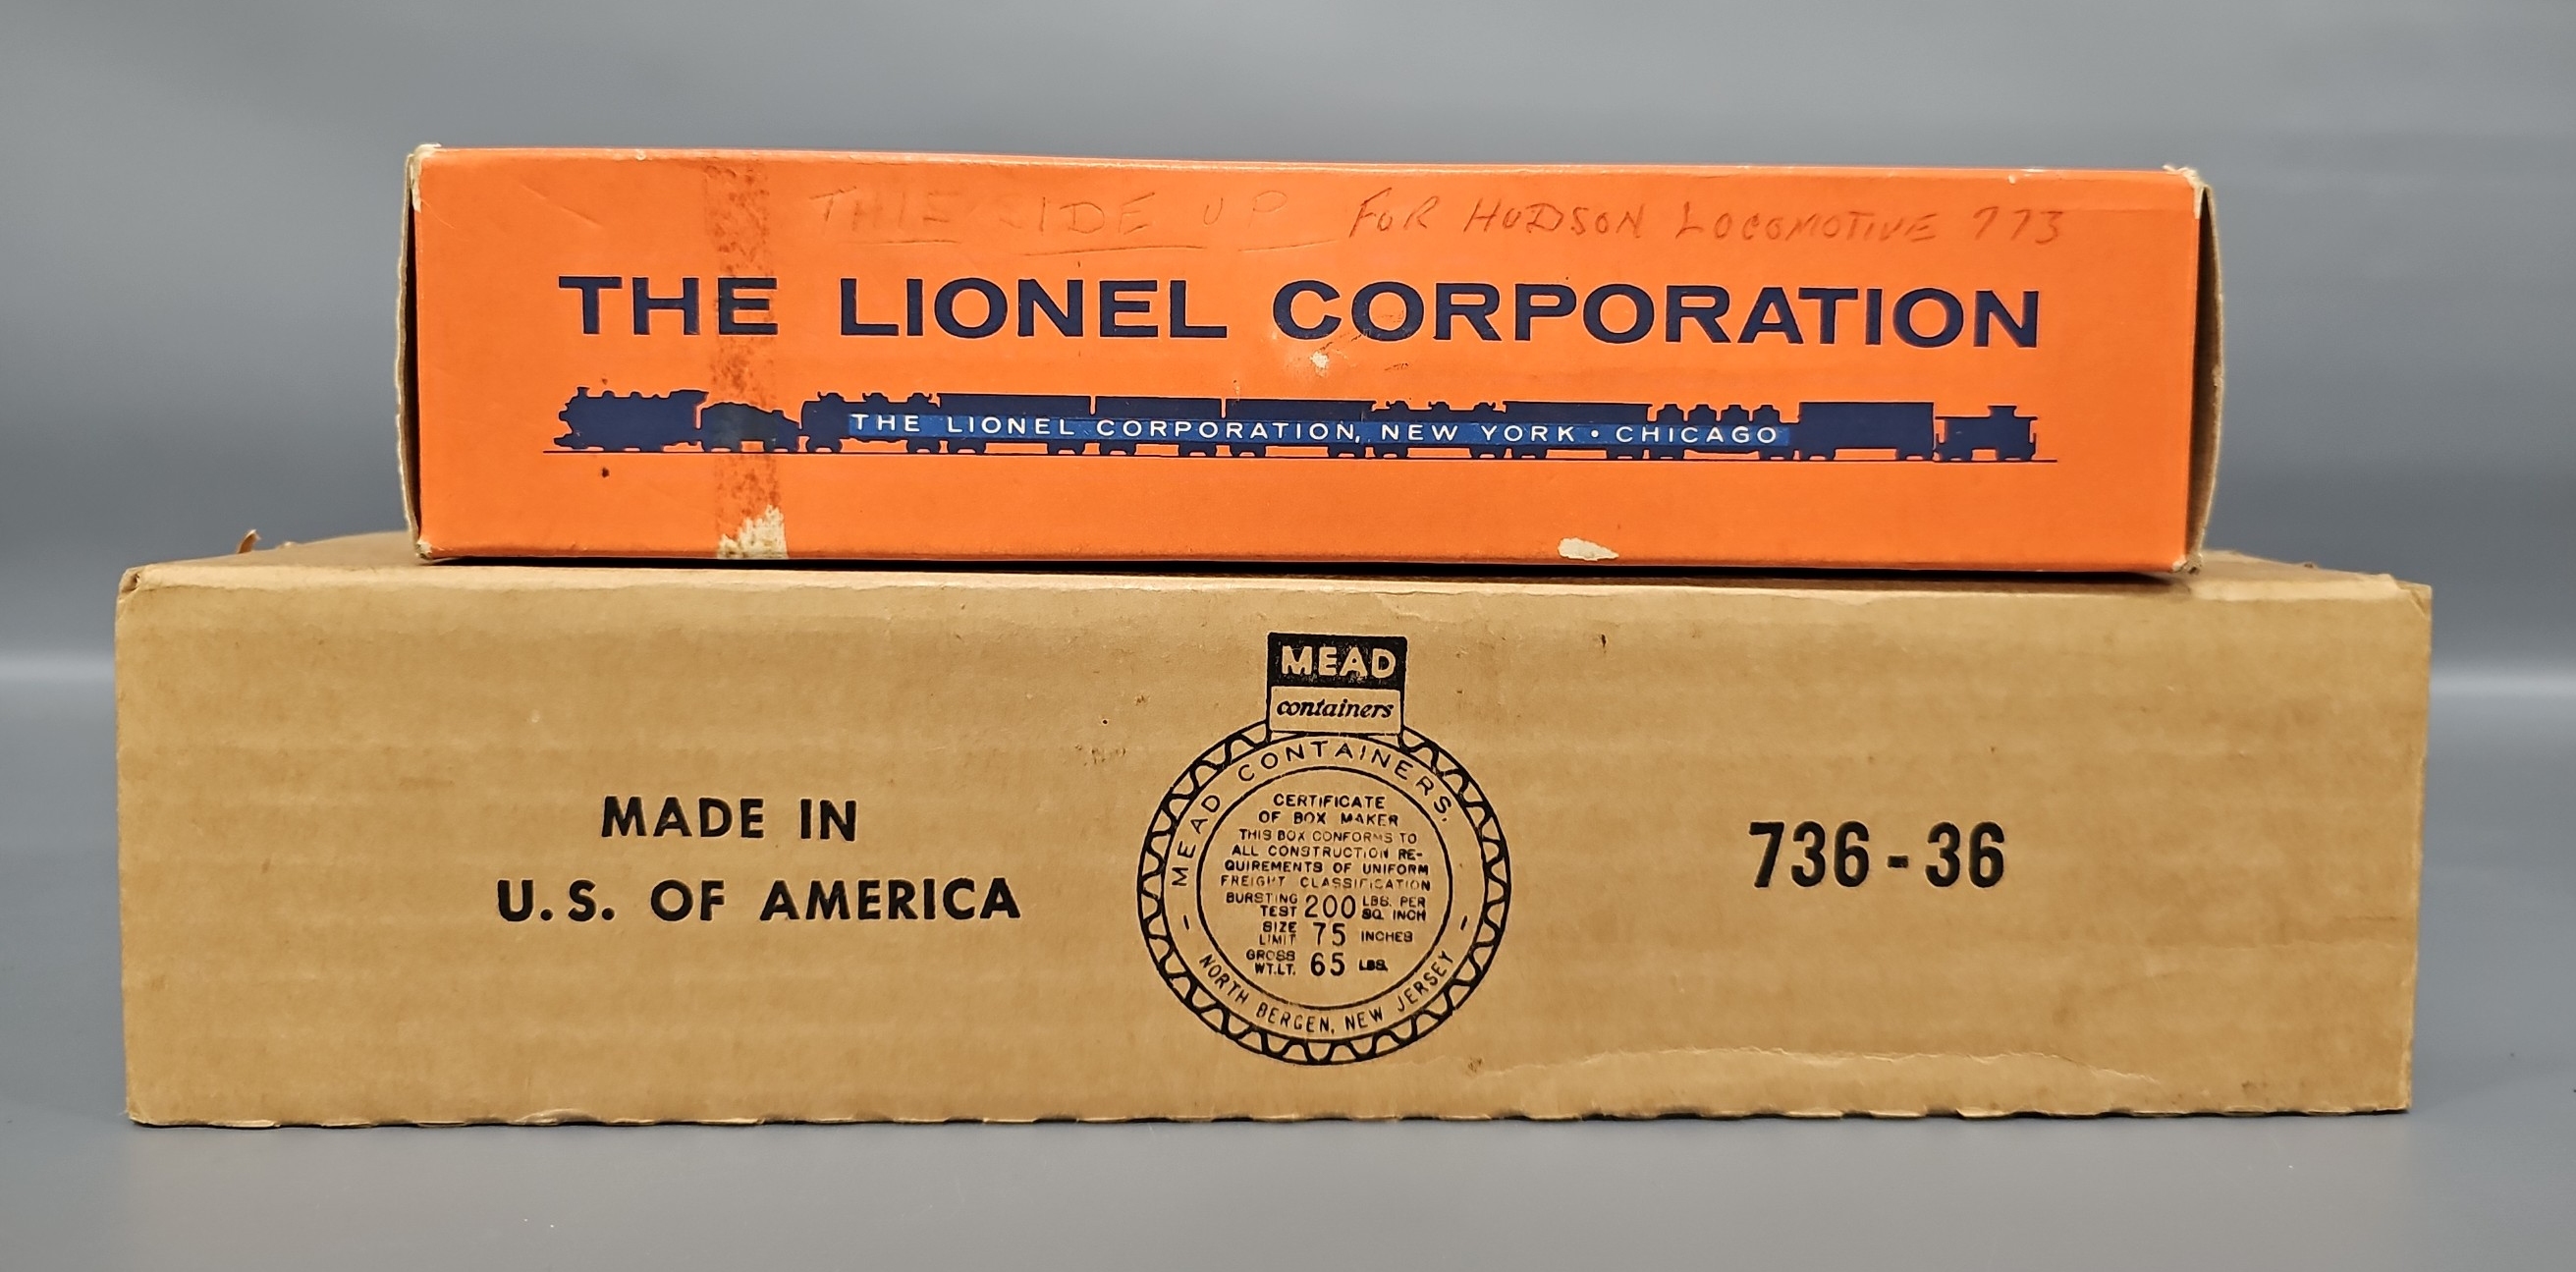 THIS SIDE UP FOR HUDSON LOCOMOTIVE 773
THE LIONEL CORPORATION
THE LIONEL CORPORATION, NEW YORK • CHICAGO
MEAD
containers
MEAD CONTAINERS,
CERTIFICATE
OF BOX MAKER
THIS BOX CONFORMS TO
ALL CONSTRUCTION RE-
QUIREMENTS OF UNIFORM
FREIGHT CLASSIFICATION
BURSTING TEST 200 LBS. PER SQ. INCH
SIZE LIMIT 75 INCHES
GROSS WT.LT. 65 LBS.
- NORTH BERGEN, NEW JERSEY -
MADE IN
U.S. OF AMERICA
736-36